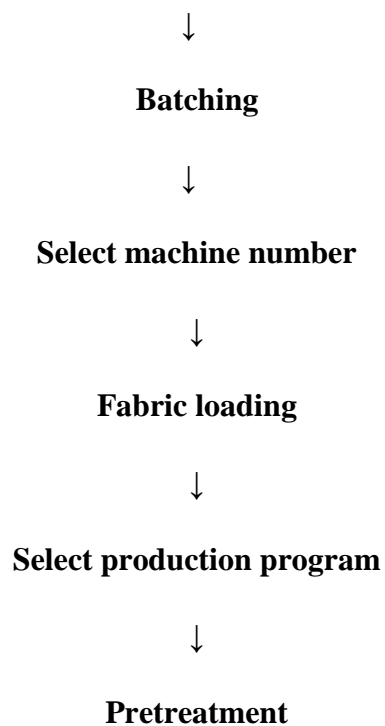 ↓
Batching
↓
Select machine number
↓
Fabric loading
↓
Select production program
↓
Pretreatment